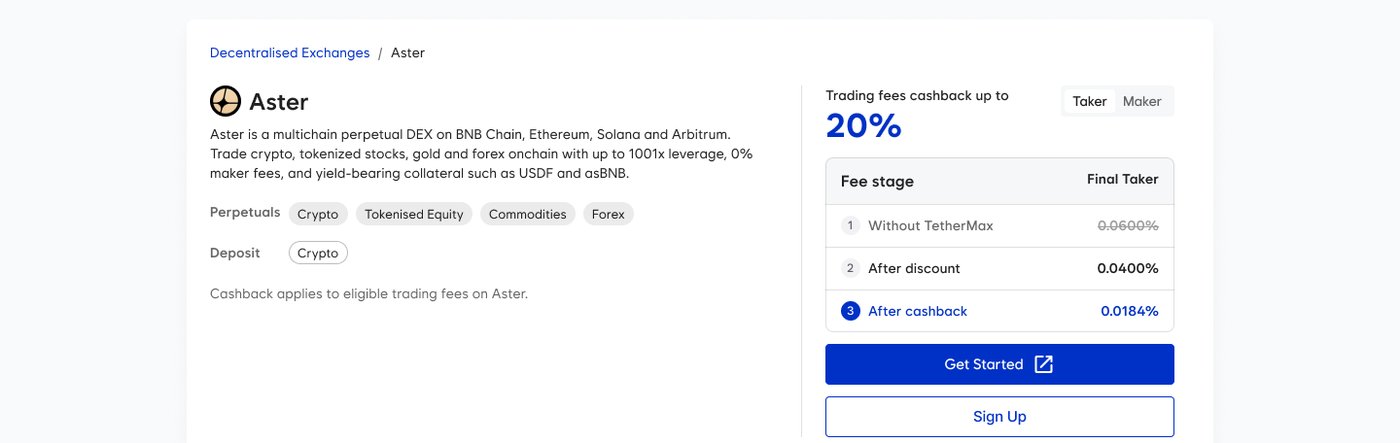 Decentralised Exchanges / Aster
Aster
Aster is a multichain perpetual DEX on BNB Chain, Ethereum, Solana and Arbitrum.
Trade crypto, tokenized stocks, gold and forex onchain with up to 1001x leverage, 0%
maker fees, and yield-bearing collateral such as USDF and asBNB.
Perpetuals Crypto Tokenised Equity Commodities Forex
Deposit Crypto
Cashback applies to eligible trading fees on Aster.
Trading fees cashback up to
20%
Taker Maker
Fee stage Final Taker
1 Without TetherMax 0.0600%
2 After discount 0.0400%
3 After cashback 0.0184%
Get Started
Sign Up